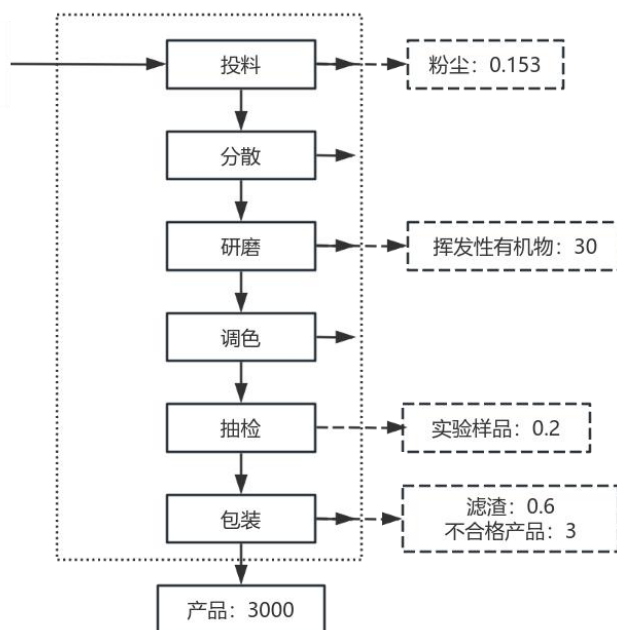 投料
粉尘：0.153
分散
研磨
挥发性有机物：30
调色
抽检
实验样品：0.2
包装
滤渣：0.6
不合格产品：3
产品：3000